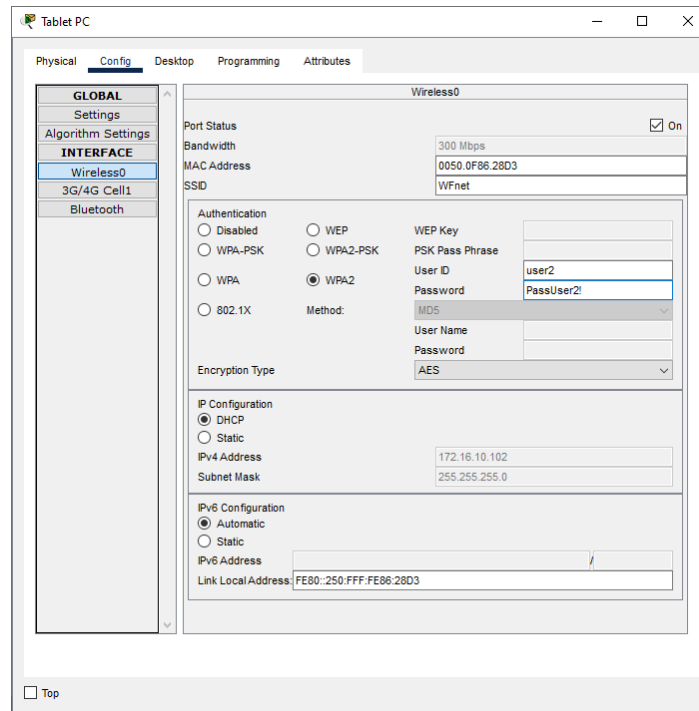 Tablet PC
Physical Config Desktop Programming Attributes
GLOBAL
Settings
Algorithm Settings
INTERFACE
Wireless0
3G/4G Cell1
Bluetooth
Wireless0
Port Status On
Bandwidth 300 Mbps
MAC Address 0050.0F86.28D3
SSID WFnet
Authentication
Disabled WEP WEP Key
WPA-PSK WPA2-PSK PSK Pass Phrase
User ID user2
WPA WPA2
Password PassUser2!
802.1X Method: MD5
User Name
Password
Encryption Type AES
IP Configuration
DHCP
Static
IPv4 Address 172.16.10.102
Subnet Mask 255.255.255.0
IPv6 Configuration
Automatic
Static
IPv6 Address /
Link Local Address: FE80::250:FFF:FE86:28D3
Top